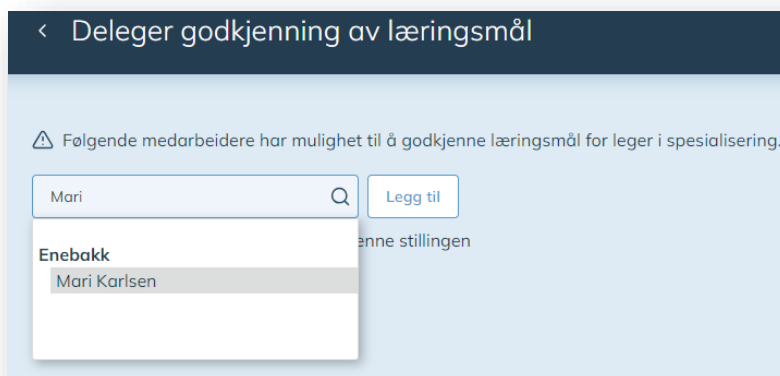 Deleger godkjenning av læringsmål
Følgende medarbeidere har mulighet til å godkjenne læringsmål for leger i spesialisering.
Mari
Legg til
enne stillingen
Enebakk
Mari Karlsen